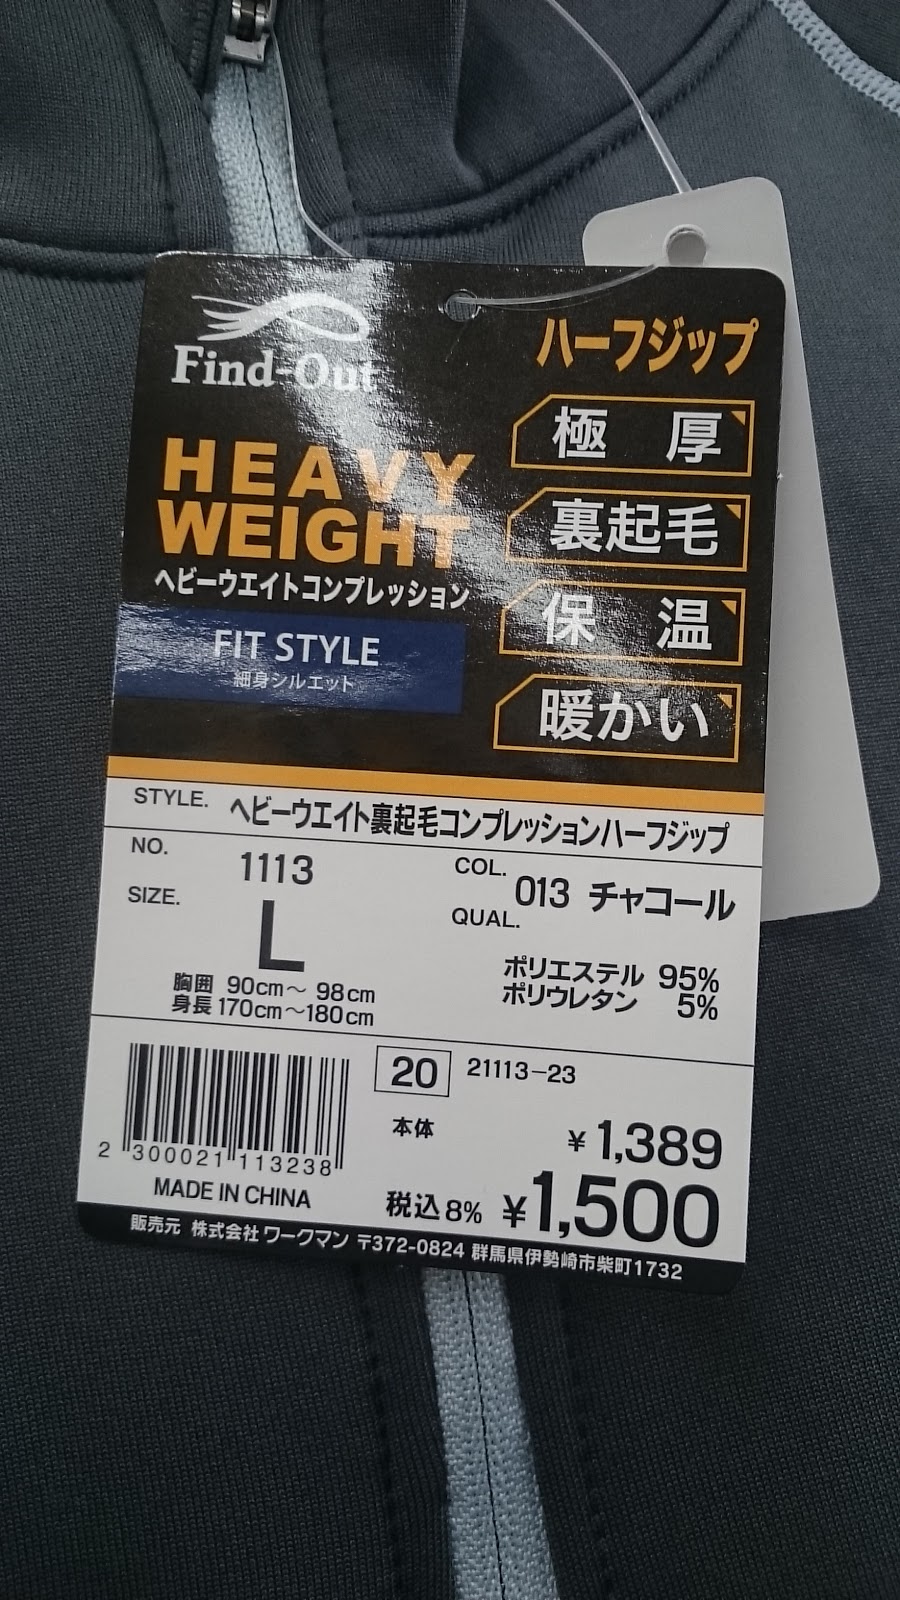 Find-Out
ハーフジップ
HEAVY
WEIGHT
ヘビーウエイトコンプレッション
FIT STYLE
細身シルエット
極 厚
裏起毛
保 温
暖かい
STYLE. ヘビーウエイト裏起毛コンプレッションハーフジップ
NO. 1113
COL. 013 チャコール
SIZE. L
胸囲 90cm～ 98cm
身長 170cm～180cm
QUAL.
ポリエステル 95%
ポリウレタン 5%
20 21113-23
本体 ¥1,389
税込8% ¥1,500
2 300021 113238
MADE IN CHINA
販売元 株式会社 ワークマン 〒372-0824 群馬県伊勢崎市柴町1732